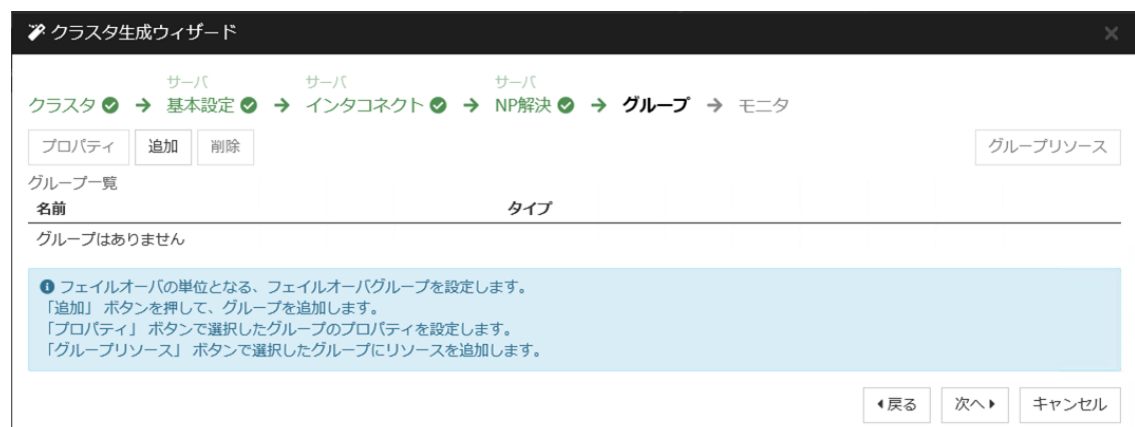 クラスタ生成ウィザード
サーバ サーバ サーバ
クラスタ → 基本設定 → インタコネクト → NP解決 → グループ → モニタ
プロパティ 追加 削除 グループリソース
グループ一覧
名前 タイプ
グループはありません
フェイルオーバの単位となる、フェイルオーバグループを設定します。
「追加」 ボタンを押して、グループを追加します。
「プロパティ」 ボタンで選択したグループのプロパティを設定します。
「グループリソース」 ボタンで選択したグループにリソースを追加します。
戻る 次へ キャンセル